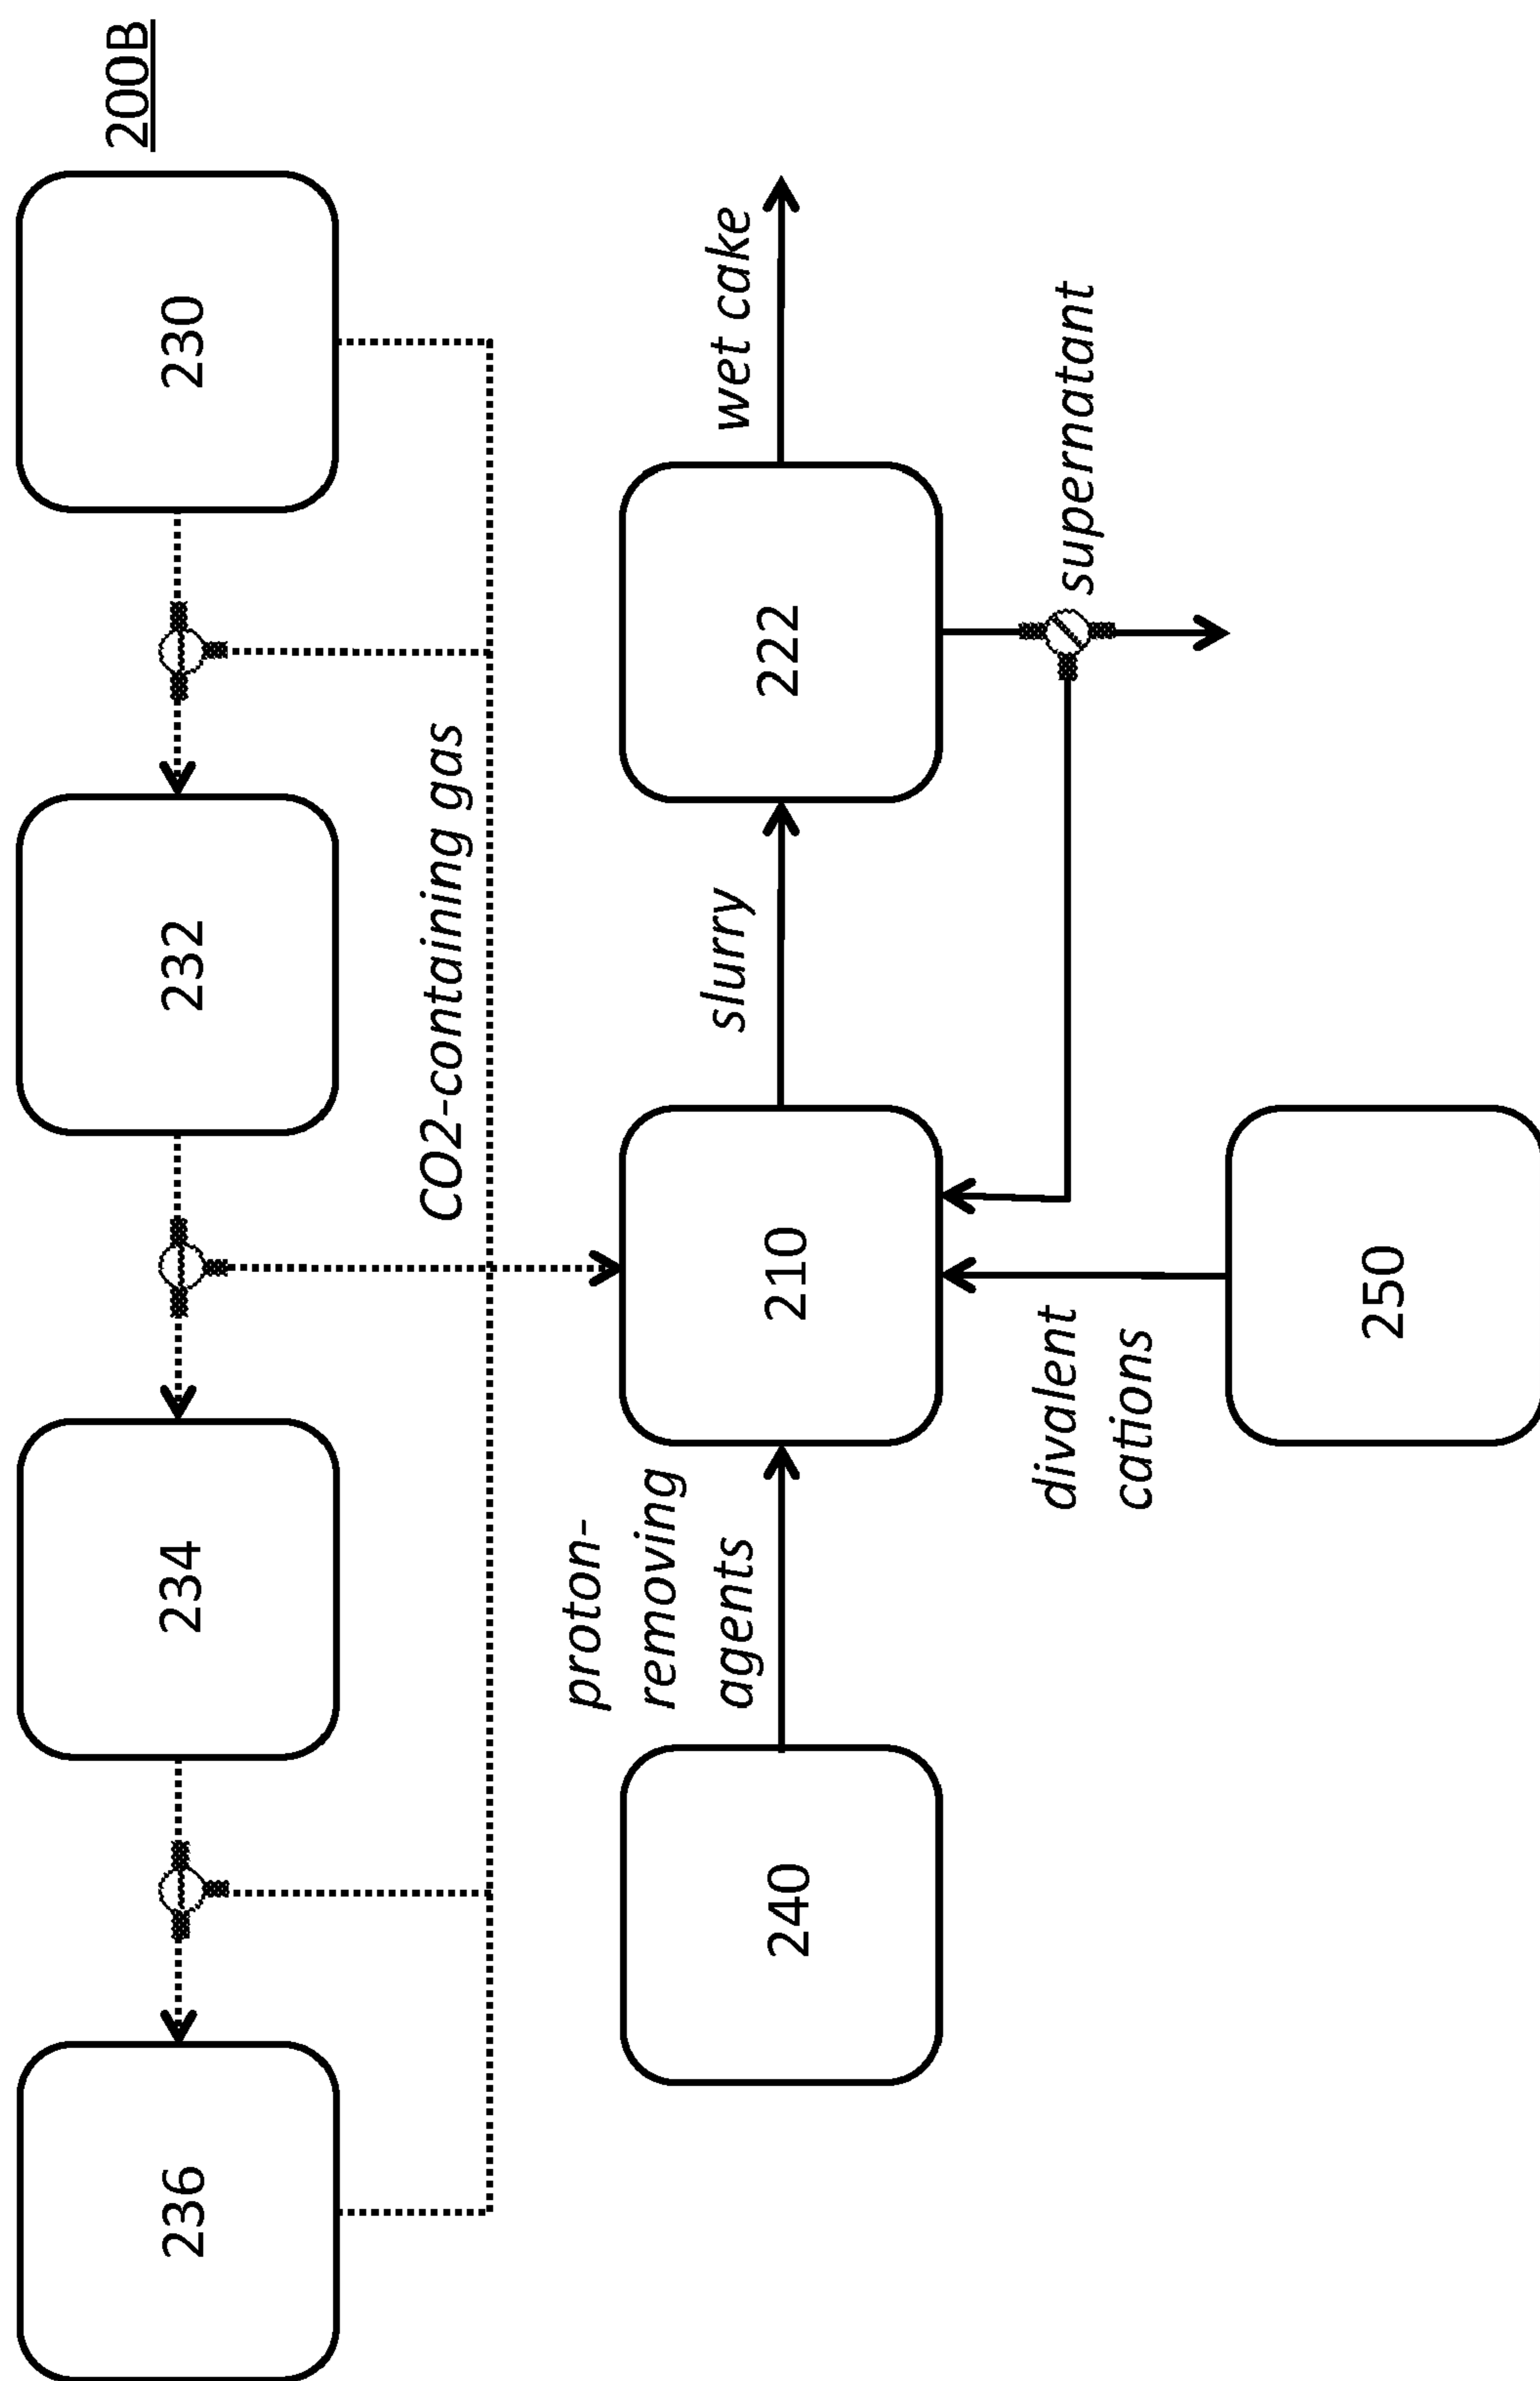 200B
236
234
232
230
CO2-containing gas
proton-
removing
agents
slurry
wet cake
240
210
222
divalent
cations
supernatant
250